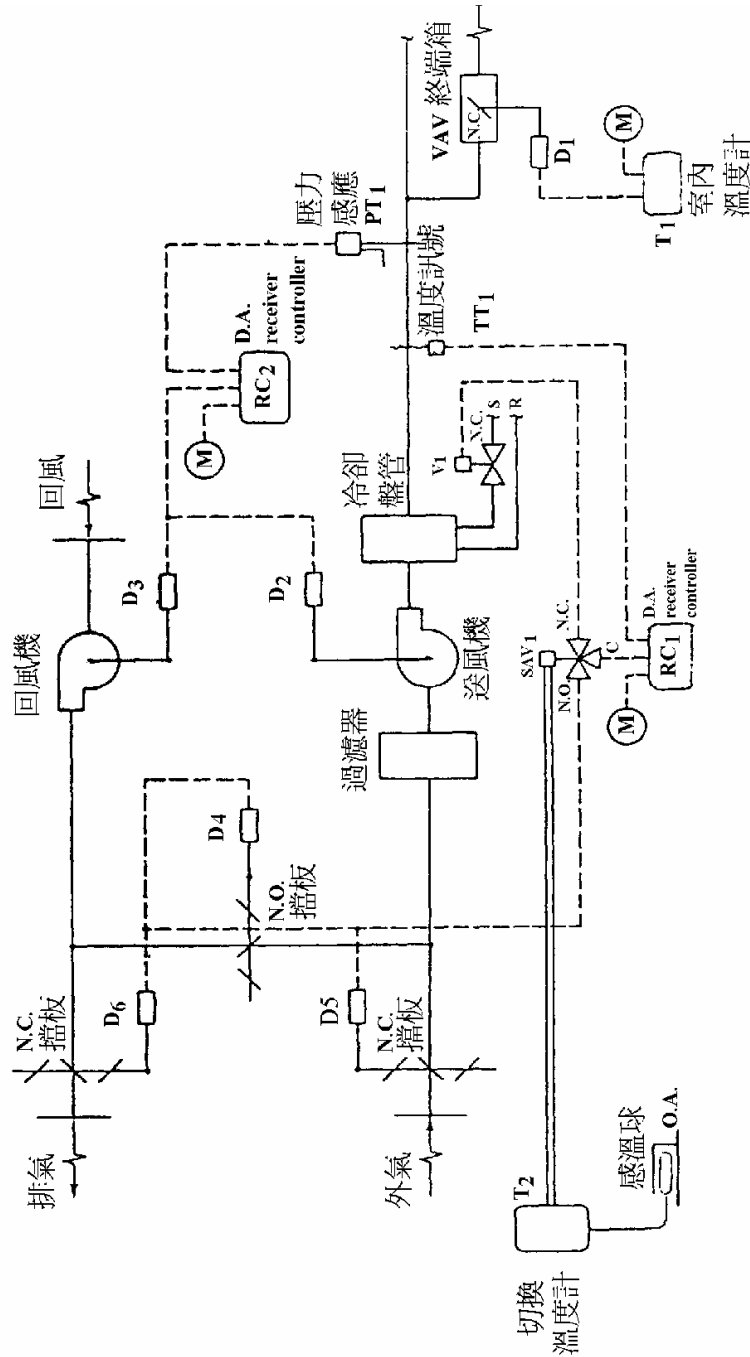 排氣
N.C.
擋板
D6
N.O.
擋板
D4
回風機
回風
D3
D2
M
RC2
D.A.
receiver
controller
壓力
感應
PT1
外氣
N.C.
擋板
D5
過濾器
送風機
冷卻
盤管
V1
N.C.
S
R
溫度訊號
TT1
VAV 終端箱
N.C.
D1
M
T1
室內
溫度計
切換
溫度計
T2
感溫球
O.A.
SAV1
N.O.
N.C.
C
M
RC1
D.A.
receiver
controller